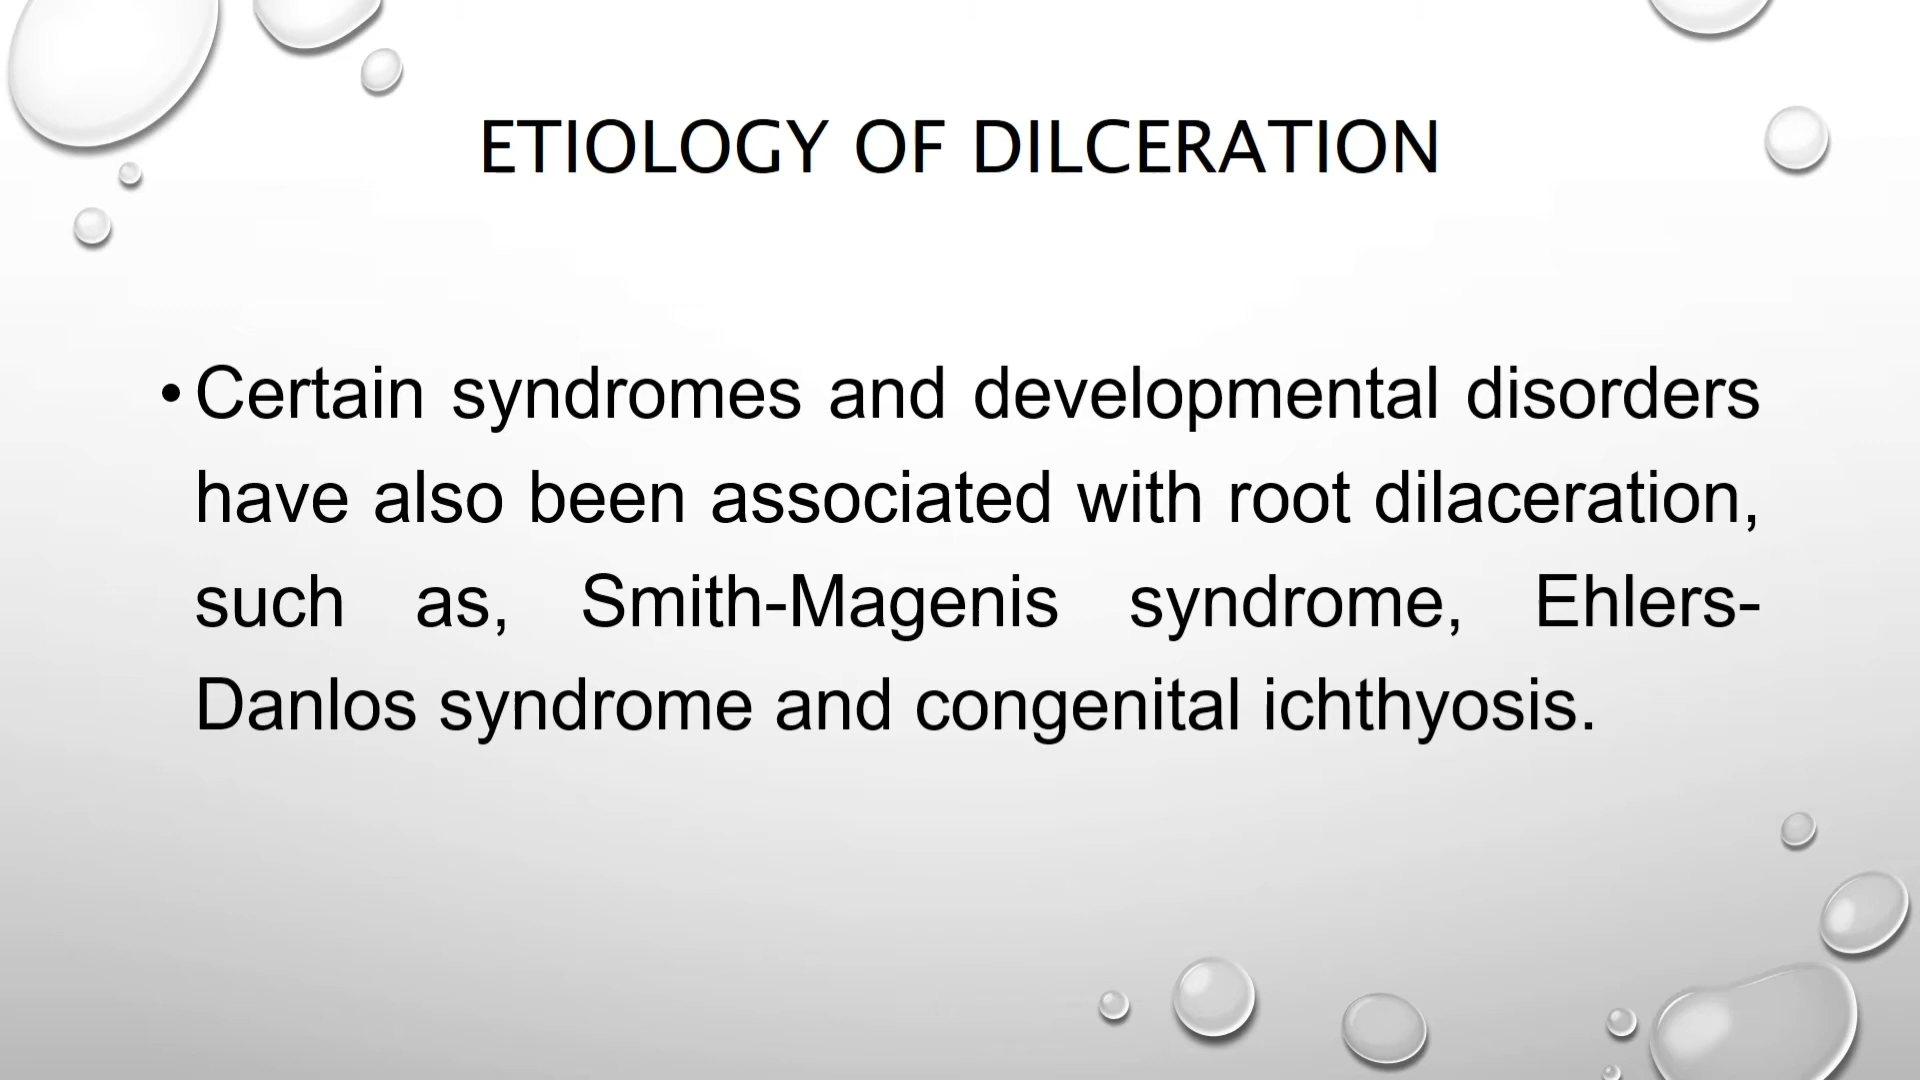 ETIOLOGY OF DILCERATION
• Certain syndromes and developmental disorders
have also been associated with root dilaceration,
such as, Smith-Magenis syndrome, Ehlers-
Danlos syndrome and congenital ichthyosis.